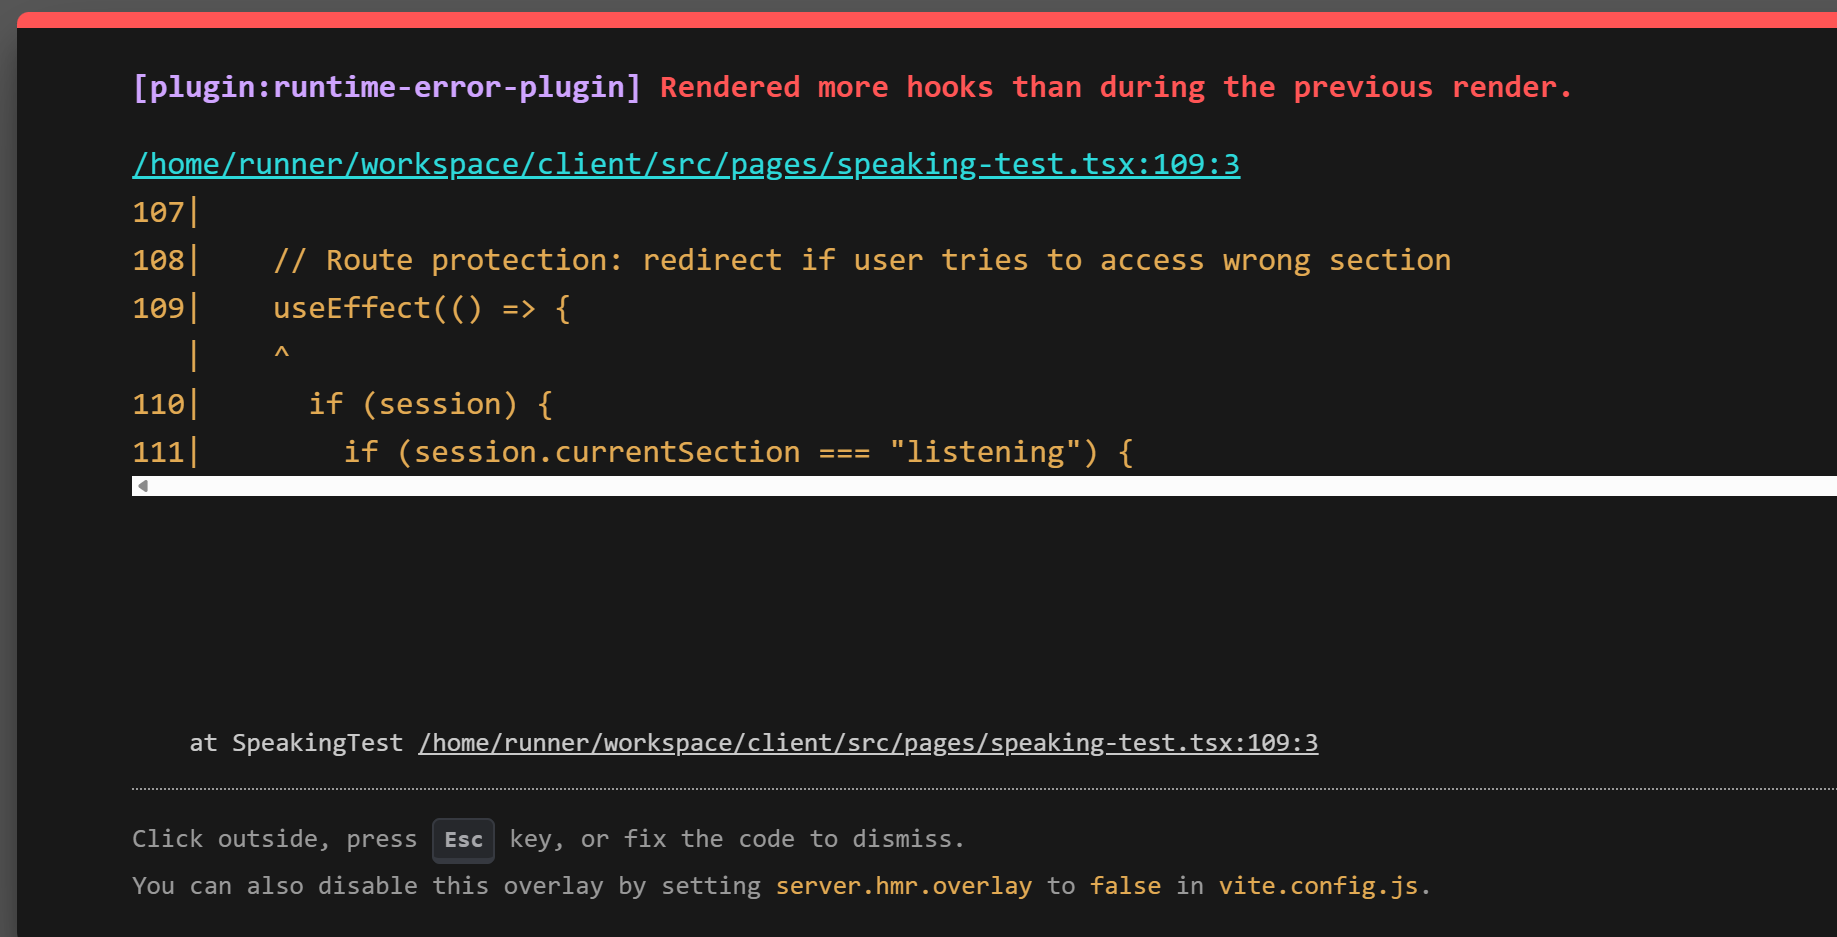 [plugin:runtime-error-plugin] Rendered more hooks than during the previous render.
/home/runner/workspace/client/src/pages/speaking-test.tsx:109:3
107|
108|    // Route protection: redirect if user tries to access wrong section
109|    useEffect(() => {
   |    ^
110|      if (session) {
111|        if (session.currentSection === "listening") {
at SpeakingTest /home/runner/workspace/client/src/pages/speaking-test.tsx:109:3
Click outside, press Esc key, or fix the code to dismiss.
You can also disable this overlay by setting server.hmr.overlay to false in vite.config.js.